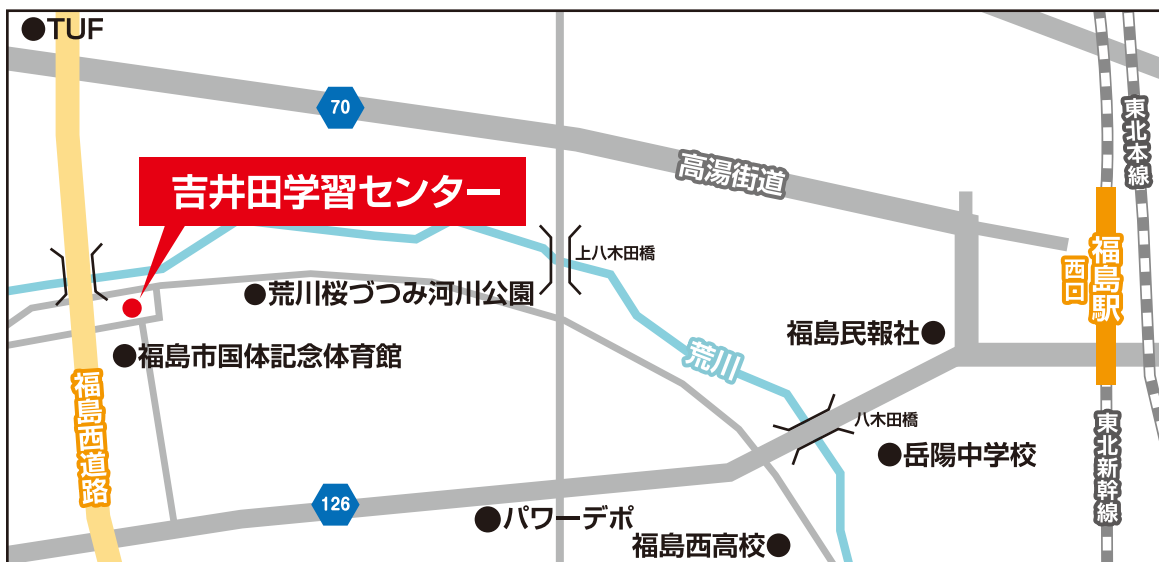 ●TUF
70
東北本線
高湯街道
吉井田学習センター
上八木田橋
福島駅
西口
●荒川桜づつみ河川公園
福島民報社●
●福島市国体記念体育館
荒川
福島西道路
八木田橋
●岳陽中学校
東北新幹線
126
●パワーデポ
福島西高校●